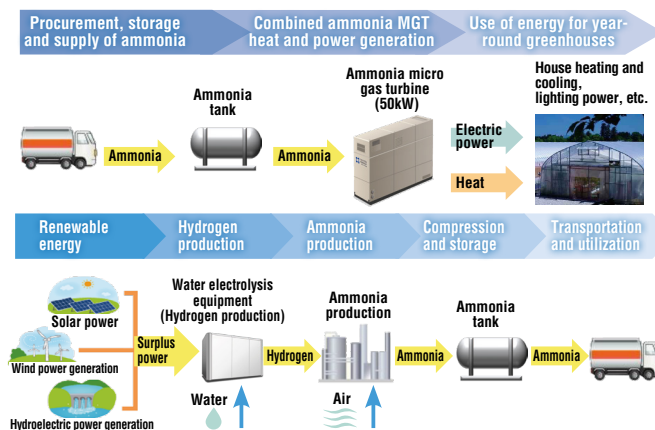 Procurement, storage
and supply of ammonia
Combined ammonia MGT
heat and power generation
Use of energy for year-
round greenhouses
Ammonia
Ammonia
tank
Ammonia
Ammonia micro
gas turbine
(50kW)
Electric
power
Heat
House heating and
cooling,
lighting power, etc.
Renewable
energy
Hydrogen
production
Ammonia
production
Compression
and storage
Transportation
and utilization
Solar power
Wind power generation
Hydroelectric power generation
Surplus
power
Water electrolysis
equipment
(Hydrogen production)
Water
Hydrogen
Ammonia
production
Air
Ammonia
Ammonia
tank
Ammonia